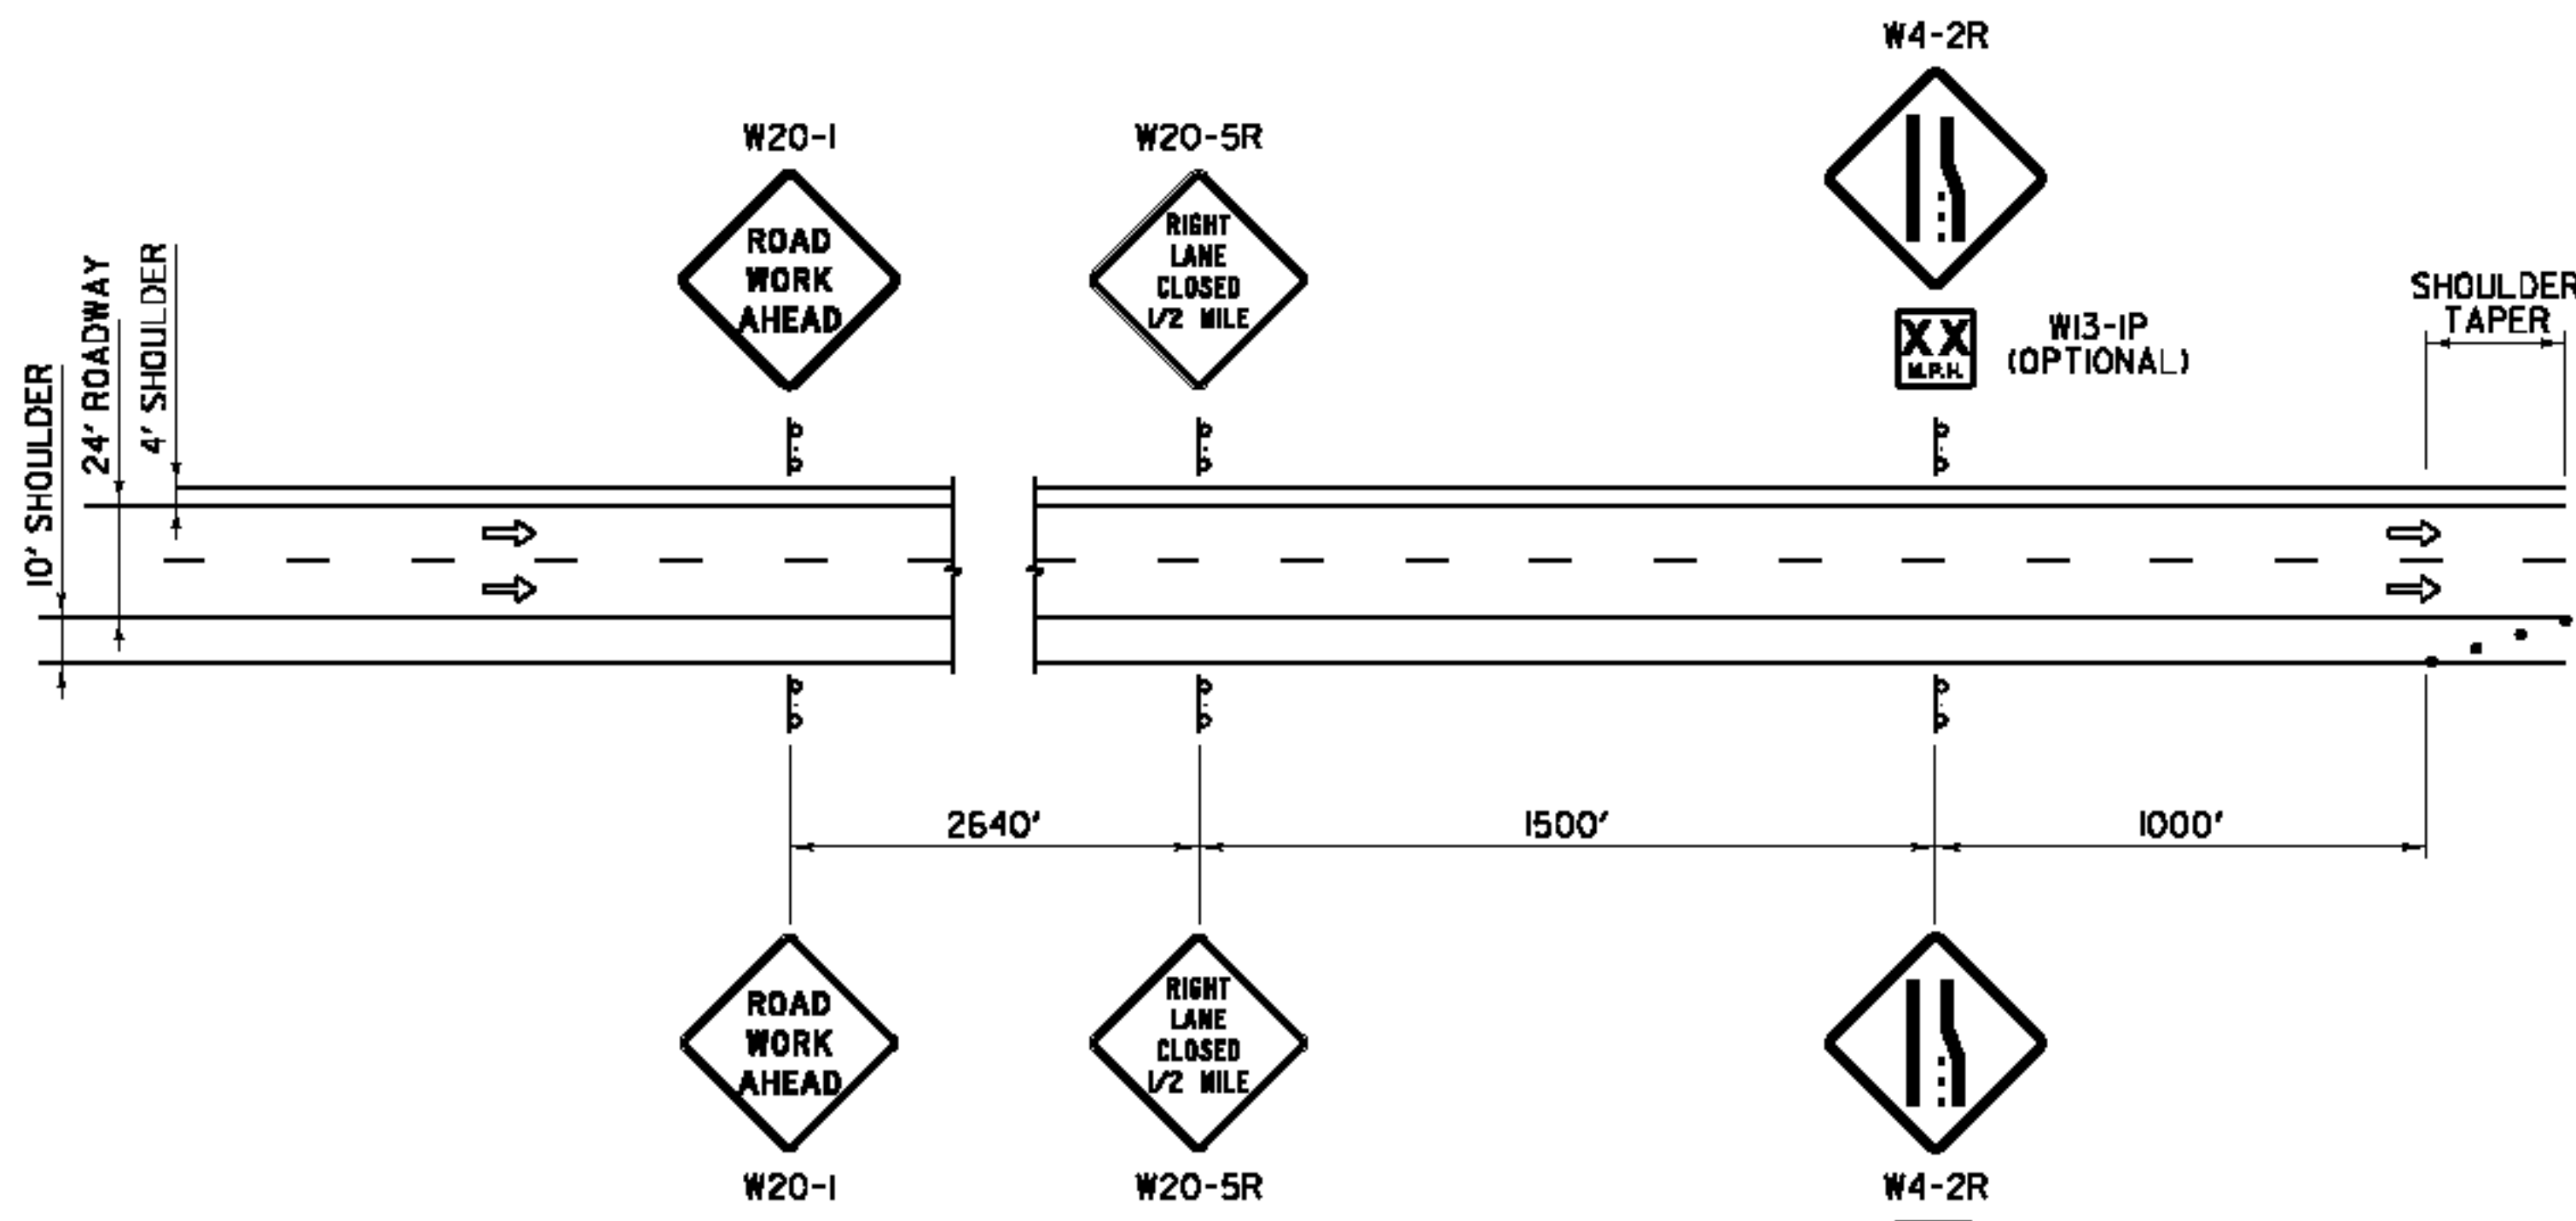 W4-2R
W20-1
W20-5R
ROAD
WORK
AHEAD
RIGHT
LANE
CLOSED
1/2 MILE
10' SHOULDER
24' ROADWAY
4' SHOULDER
XX
M.P.H.
W13-1P
(OPTIONAL)
SHOULDER
TAPER
2640'
1500'
1000'
ROAD
WORK
AHEAD
RIGHT
LANE
CLOSED
1/2 MILE
W20-1
W20-5R
W4-2R